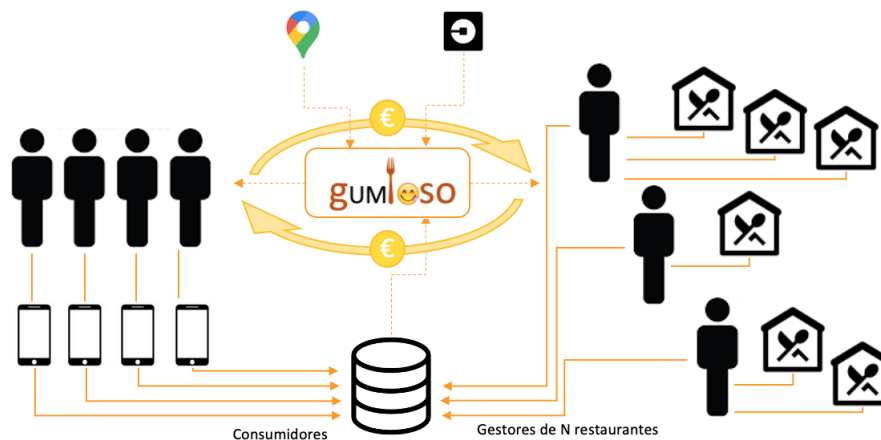 €
gUMIOSO
€
Consumidores
Gestores de N restaurantes